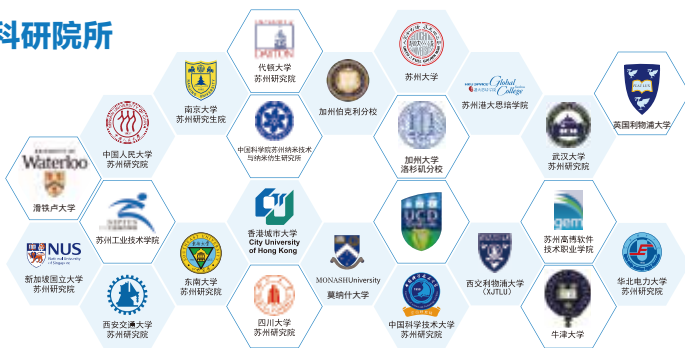 科研院所
代顿大学
苏州研究院
苏州大学
南京大学
苏州研究生院
加州伯克利分校
Global
College
苏州港大思培学院
英国利物浦大学
中国人民大学
苏州研究院
中国科学院苏州纳米技术
与纳米仿生研究所
加州大学
洛杉矶分校
武汉大学
苏州研究院
Waterloo
滑铁卢大学
苏州工业技术学院
香港城市大学
City University
of Hong Kong
UCD
gem
苏州高博软件
技术职业学院
NUS
National University
of Singapore
新加坡国立大学
苏州研究院
东南大学
苏州研究院
MONASHUniversity
莫纳什大学
西交利物浦大学
(XJTLU)
华北电力大学
苏州研究院
西安交通大学
苏州研究院
四川大学
苏州研究院
中国科学技术大学
苏州研究院
牛津大学